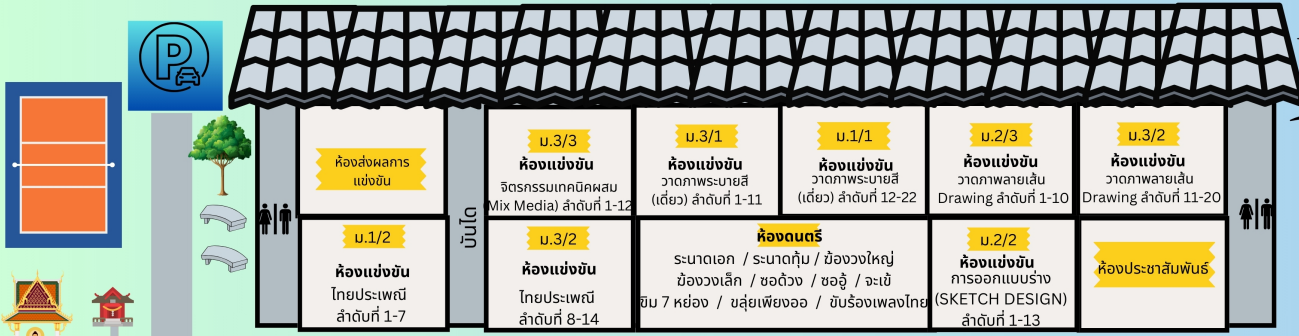 P
ห้องส่งผลการ
แข่งขัน
ม.3/3
ห้องแข่งขัน
จิตรกรรมเทคนิคผสม
(Mix Media) ลำดับที่ 1-12
ม.3/1
ห้องแข่งขัน
วาดภาพระบายสี
(เดี่ยว) ลำดับที่ 1-11
ม.1/1
ห้องแข่งขัน
วาดภาพระบายสี
(เดี่ยว) ลำดับที่ 12-22
ม.2/3
ห้องแข่งขัน
วาดภาพลายเส้น
Drawing ลำดับที่ 1-10
ม.3/2
ห้องแข่งขัน
วาดภาพลายเส้น
Drawing ลำดับที่ 11-20
บันได
ม.1/2
ห้องแข่งขัน
ไทยประเพณี
ลำดับที่ 1-7
ม.3/2
ห้องแข่งขัน
ไทยประเพณี
ลำดับที่ 8-14
ห้องดนตรี
ระนาดเอก / ระนาดทุ้ม / ฆ้องวงใหญ่
ฆ้องวงเล็ก / ซอด้วง / ซออู้ / จะเข้
ขิม 7 หย่อง / ขลุ่ยเพียงออ / ขับร้องเพลงไทย
ม.2/2
ห้องแข่งขัน
การออกแบบร่าง
(SKETCH DESIGN)
ลำดับที่ 1-13
ห้องประชาสัมพันธ์